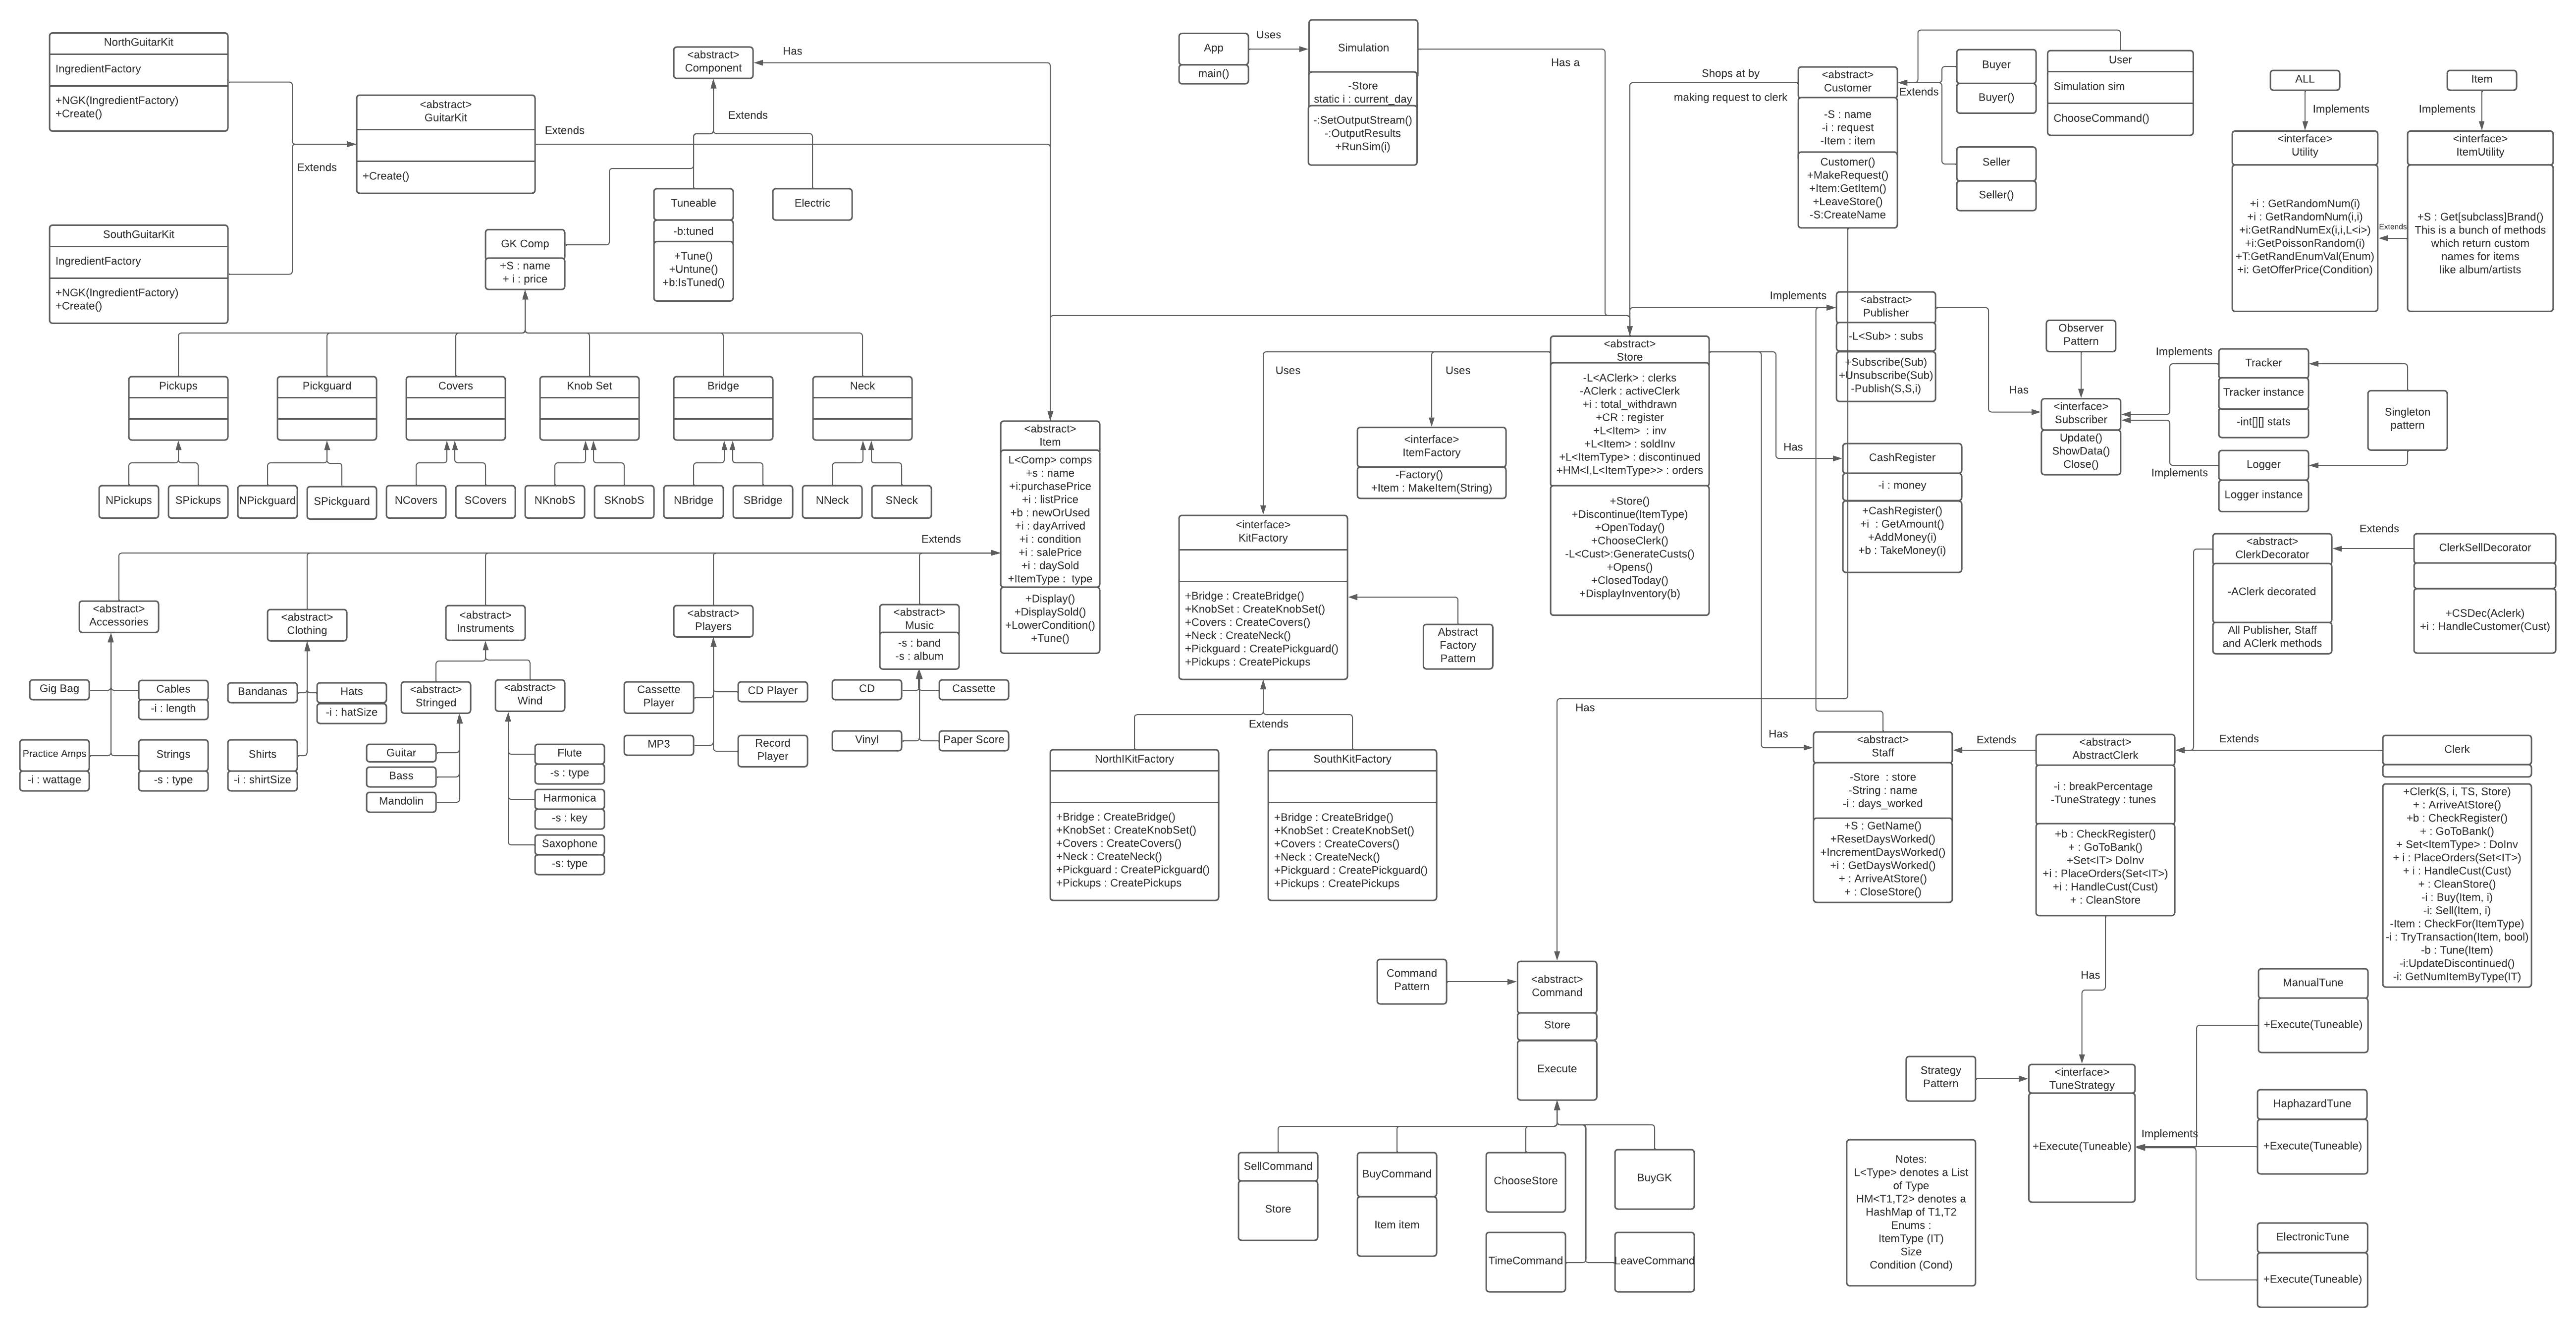 NorthGuitarKit
IngredientFactory
+NGK(IngredientFactory)
+Create()
SouthGuitarKit
IngredientFactory
+NGK(IngredientFactory)
+Create()
Extends
<abstract>
GuitarKit
+Create()
Extends
<abstract>
Component
Has
Extends
GK Comp
+S : name
+ i : price
Tuneable
-b:tuned
+Tune()
+Untune()
+b:IsTuned()
Electric
Pickups
Pickguard
Covers
Knob Set
Bridge
Neck
NPickups
SPickups
NPickguard
SPickguard
NCovers
SCovers
NKnobS
SKnobS
NBridge
SBridge
NNeck
SNeck
Extends
<abstract>
Item
L<Comp> comps
+s : name
+i:purchasePrice
+i : listPrice
+b : newOrUsed
+i : dayArrived
+i : condition
+i : salePrice
+i : daySold
+ItemType :  type
+Display()
+DisplaySold()
+LowerCondition()
+Tune()
<abstract>
Accessories
Gig Bag
Cables
-i : length
Practice Amps
-i : wattage
Strings
-s : type
<abstract>
Clothing
Bandanas
Hats
-i : hatSize
Shirts
-i : shirtSize
<abstract>
Instruments
<abstract>
Stringed
<abstract>
Wind
Guitar
Bass
Mandolin
Flute
-s : type
Harmonica
-s : key
Saxophone
-s: type
<abstract>
Players
Cassette
Player
CD Player
MP3
Record
Player
<abstract>
Music
-s : band
-s : album
CD
Cassette
Vinyl
Paper Score
App
main()
Uses
Simulation
-Store
static i : current_day
-:SetOutputStream()
-:OutputResults
+RunSim(i)
Has a
Shops at by
making request to clerk
<abstract>
Customer
-S : name
-i : request
-Item : item
Customer()
+MakeRequest()
+Item:GetItem()
+LeaveStore()
-S:CreateName
Extends
Buyer
Buyer()
Seller
Seller()
User
Simulation sim
ChooseCommand()
ALL
Implements
<interface>
Utility
+i : GetRandomNum(i)
+i : GetRandomNum(i,i)
+i:GetRandNumEx(i,i,L<i>)
+i:GetPoissonRandom(i)
+T:GetRandEnumVal(Enum)
+i: GetOfferPrice(Condition)
Extends
Item
Implements
<interface>
ItemUtility
+S : Get[subclass]Brand()
This is a bunch of methods
which return custom
names for items
like album/artists
Implements
<abstract>
Publisher
-L<Sub> : subs
+Subscribe(Sub)
+Unsubscribe(Sub)
-Publish(S,S,i)
Has
Observer
Pattern
<interface>
Subscriber
Update()
ShowData()
Close()
Implements
Implements
Tracker
Tracker instance
-int[][] stats
Logger
Logger instance
Singleton
pattern
<abstract>
Store
-L<AClerk> : clerks
-AClerk : activeClerk
+i : total_withdrawn
+CR : register
+L<Item>  : inv
+L<Item> : soldInv
+L<ItemType> : discontinued
+HM<I,L<ItemType>> : orders
+Store()
+Discontinue(ItemType)
+OpenToday()
+ChooseClerk()
-L<Cust>:GenerateCusts()
+Opens()
+ClosedToday()
+DisplayInventory(b)
Uses
Uses
<interface>
ItemFactory
-Factory()
+Item : MakeItem(String)
<interface>
KitFactory
+Bridge : CreateBridge()
+KnobSet : CreateKnobSet()
+Covers : CreateCovers()
+Neck : CreateNeck()
+Pickguard : CreatePickguard()
+Pickups : CreatePickups
Abstract
Factory
Pattern
Extends
NorthIKitFactory
+Bridge : CreateBridge()
+KnobSet : CreateKnobSet()
+Covers : CreateCovers()
+Neck : CreateNeck()
+Pickguard : CreatePickguard()
+Pickups : CreatePickups
SouthKitFactory
+Bridge : CreateBridge()
+KnobSet : CreateKnobSet()
+Covers : CreateCovers()
+Neck : CreateNeck()
+Pickguard : CreatePickguard()
+Pickups : CreatePickups
Has
CashRegister
-i : money
+CashRegister()
+i  : GetAmount()
+AddMoney(i)
+b : TakeMoney(i)
Has
Has
<abstract>
Staff
-Store  : store
-String : name
-i : days_worked
+S : GetName()
+ResetDaysWorked()
+IncrementDaysWorked()
+i : GetDaysWorked()
+ : ArriveAtStore()
+ : CloseStore()
Extends
<abstract>
AbstractClerk
-i : breakPercentage
-TuneStrategy : tunes
+b : CheckRegister()
+ : GoToBank()
+Set<IT> DoInv
+i : PlaceOrders(Set<IT>)
+i : HandleCust(Cust)
+ : CleanStore
Extends
<abstract>
ClerkDecorator
-AClerk decorated
All Publisher, Staff
and AClerk methods
Extends
ClerkSellDecorator
+CSDec(Aclerk)
+i : HandleCustomer(Cust)
Clerk
+Clerk(S, i, TS, Store)
+ : ArriveAtStore()
+b : CheckRegister()
+ : GoToBank()
+ Set<ItemType> : DoInv
+ i : PlaceOrders(Set<IT>)
+ i : HandleCust(Cust)
+ : CleanStore()
-i : Buy(Item, i)
-i: Sell(Item, i)
-Item : CheckFor(ItemType)
-i : TryTransaction(Item, bool)
-b : Tune(Item)
-i:UpdateDiscontinued()
-i: GetNumItemByType(IT)
Command
Pattern
<abstract>
Command
Store
Execute
SellCommand
Store
BuyCommand
Item item
ChooseStore
BuyGK
TimeCommand
LeaveCommand
Has
Strategy
Pattern
<interface>
TuneStrategy
+Execute(Tuneable)
Implements
ManualTune
+Execute(Tuneable)
HaphazardTune
+Execute(Tuneable)
ElectronicTune
+Execute(Tuneable)
Notes:
L<Type> denotes a List
of Type
HM<T1,T2> denotes a
HashMap of T1,T2
Enums :
ItemType (IT)
Size
Condition (Cond)